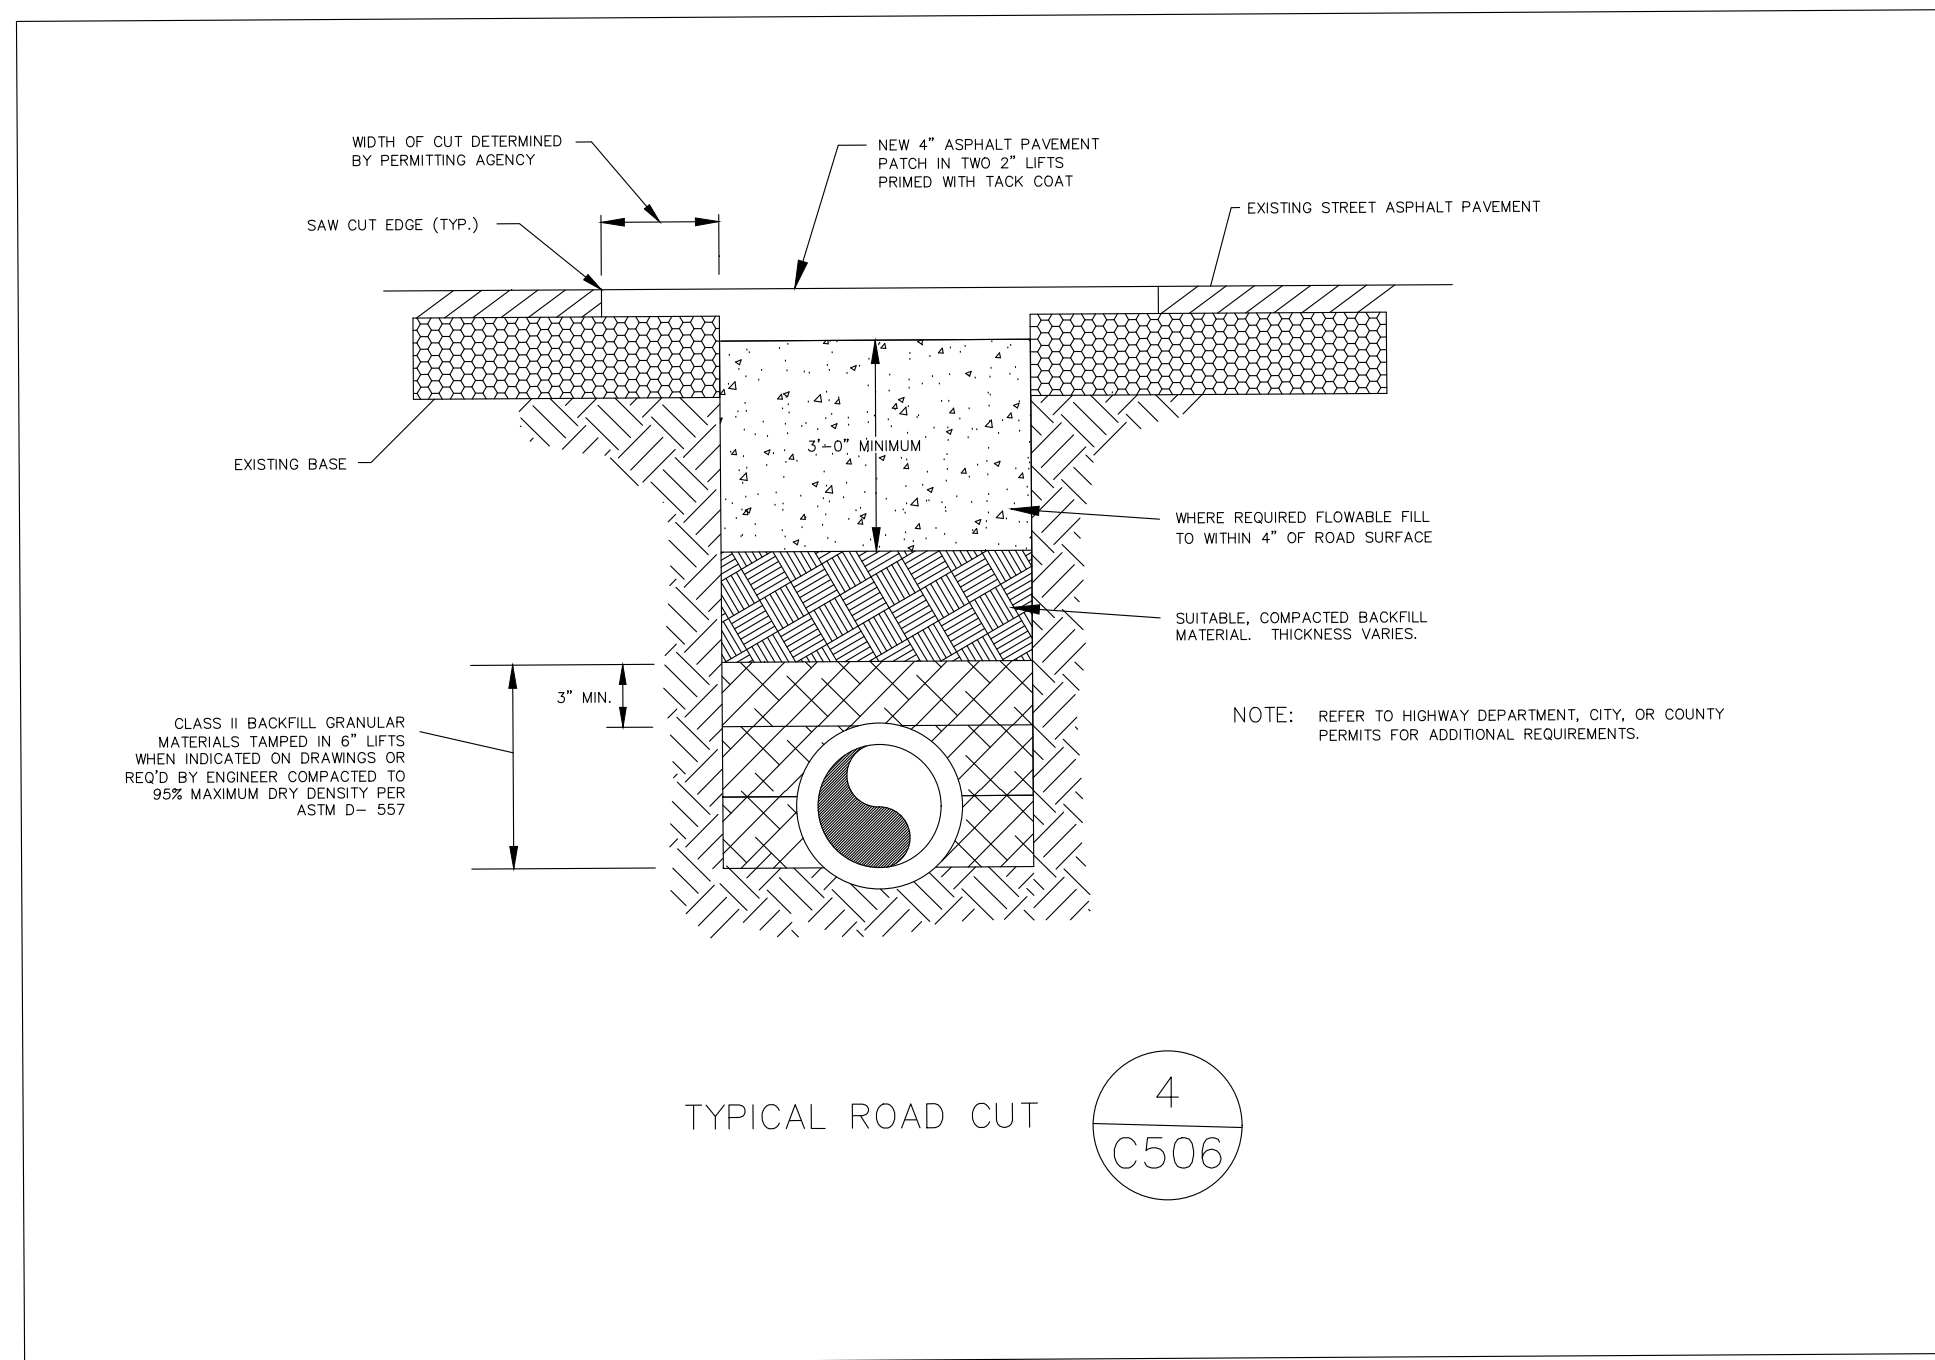 WIDTH OF CUT DETERMINED
BY PERMITTING AGENCY
NEW 4" ASPHALT PAVEMENT
PATCH IN TWO 2" LIFTS
PRIMED WITH TACK COAT
SAW CUT EDGE (TYP.)
EXISTING STREET ASPHALT PAVEMENT
3'-0" MINIMUM
EXISTING BASE
WHERE REQUIRED FLOWABLE FILL
TO WITHIN 4" OF ROAD SURFACE
SUITABLE, COMPACTED BACKFILL
MATERIAL. THICKNESS VARIES.
3" MIN.
CLASS II BACKFILL GRANULAR
MATERIALS TAMPED IN 6" LIFTS
WHEN INDICATED ON DRAWINGS OR
REQ'D BY ENGINEER COMPACTED TO
95% MAXIMUM DRY DENSITY PER
ASTM D- 557
NOTE: REFER TO HIGHWAY DEPARTMENT, CITY, OR COUNTY
PERMITS FOR ADDITIONAL REQUIREMENTS.
TYPICAL ROAD CUT
4
C506